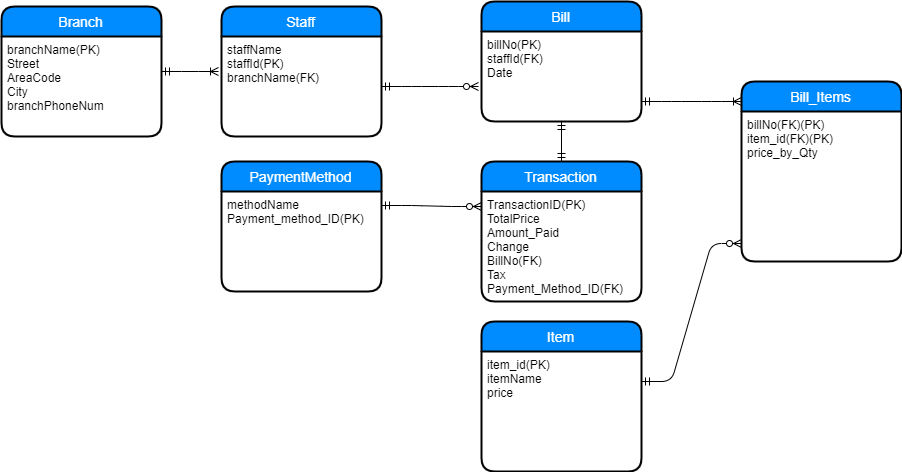 Branch
branchName(PK)
Street
AreaCode
City
branchPhoneNum
Staff
staffName
staffId(PK)
branchName(FK)
Bill
billNo(PK)
staffId(FK)
Date
Bill_Items
billNo(FK)(PK)
item_id(FK)(PK)
price_by_Qty
PaymentMethod
methodName
Payment_method_ID(PK)
Transaction
TransactionID(PK)
TotalPrice
Amount_Paid
Change
BillNo(FK)
Tax
Payment_Method_ID(FK)
Item
item_id(PK)
itemName
price